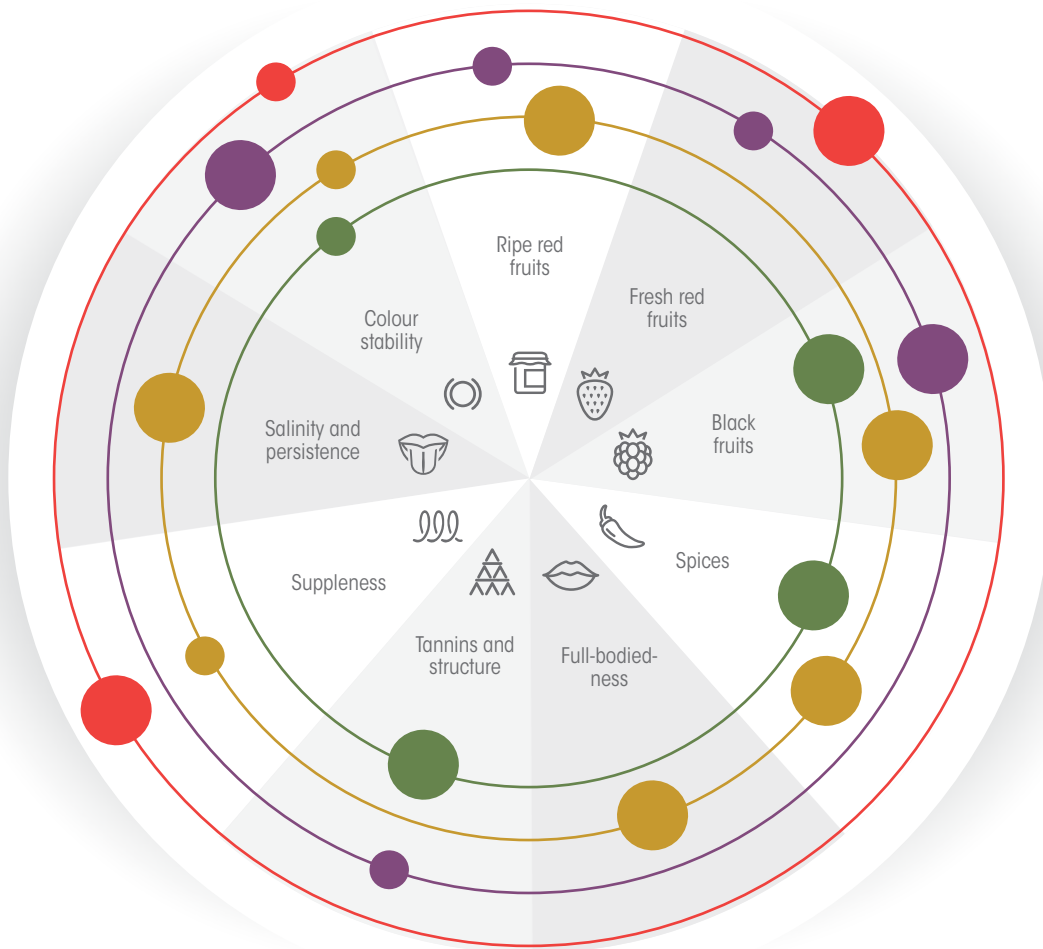 Ripe red
fruits
Fresh red
fruits
Colour
stability
Black
fruits
Salinity and
persistence
Spices
Suppleness
Tannins and
structure
Full-bodied-
ness